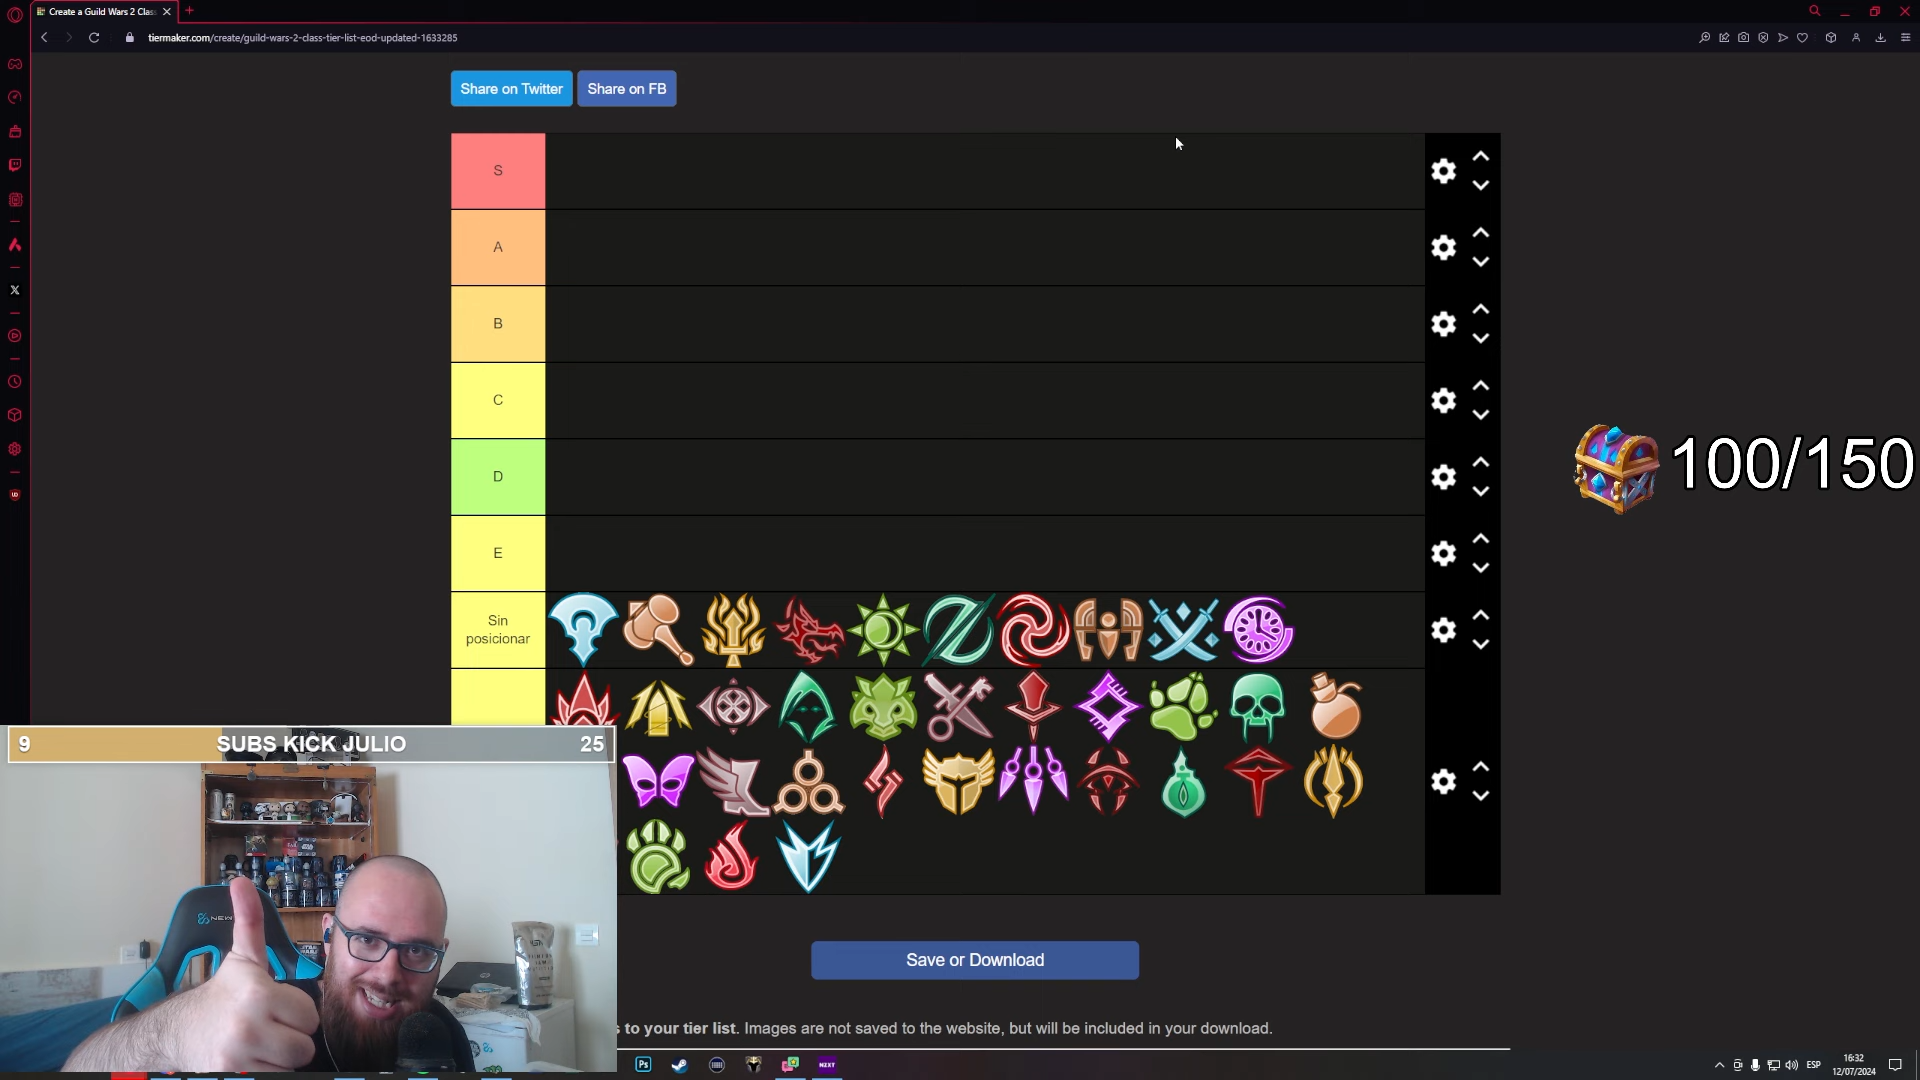 Create a Guild Wars 2 Clas
tiermaker.com/create/guild-wars-2-class-tier-list-eod-updated-1633285
Share on Twitter
Share on FB
S
A
B
C
D
E
Sin
posicionar
100/150
9 SUBS KICK JULIO 25
Save or Download
s to your tier list. Images are not saved to the website, but will be included in your download.
Ps
NEXT
ESP
16:32
12/07/2024